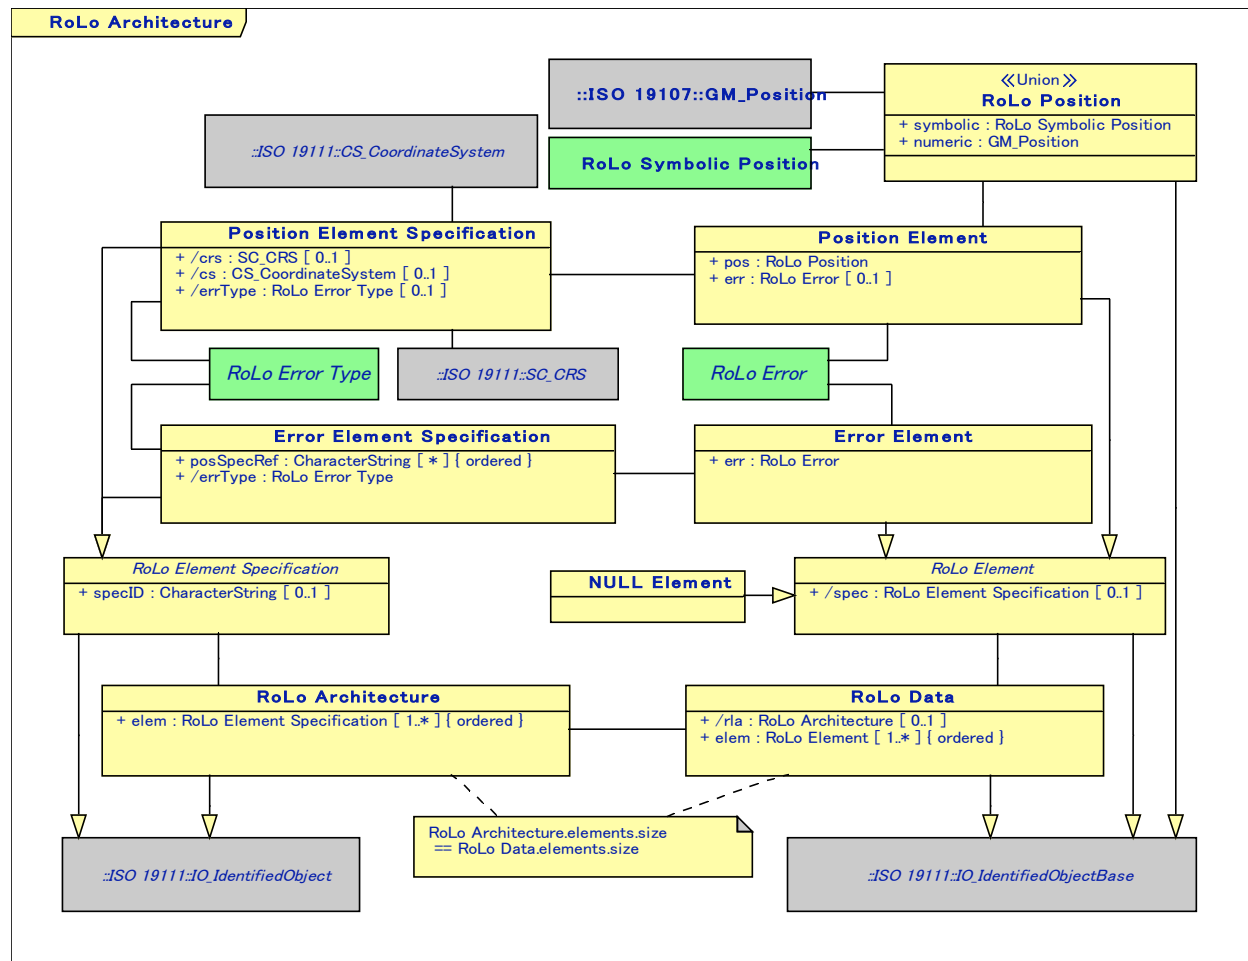 RoLo Architecture
::ISO 19107::GM_Position
≪Union≫
RoLo Position
+ symbolic : RoLo Symbolic Position
+ numeric : GM_Position
::ISO 19111::CS_CoordinateSystem
RoLo Symbolic Position
Position Element Specification
+ /crs : SC_CRS [ 0..1 ]
+ /cs : CS_CoordinateSystem [ 0..1 ]
+ /errType : RoLo Error Type [ 0..1 ]
Position Element
+ pos : RoLo Position
+ err : RoLo Error [ 0..1 ]
RoLo Error Type
::ISO 19111::SC_CRS
RoLo Error
Error Element Specification
+ posSpecRef : CharacterString [ * ] { ordered }
+ /errType : RoLo Error Type
Error Element
+ err : RoLo Error
RoLo Element Specification
+ specID : CharacterString [ 0..1 ]
NULL Element
RoLo Element
+ /spec : RoLo Element Specification [ 0..1 ]
RoLo Architecture
+ elem : RoLo Element Specification [ 1..* ] { ordered }
RoLo Data
+ /rla : RoLo Architecture [ 0..1 ]
+ elem : RoLo Element [ 1..* ] { ordered }
RoLo Architecture.elements.size
== RoLo Data.elements.size
::ISO 19111::IO_IdentifiedObject
::ISO 19111::IO_IdentifiedObjectBase